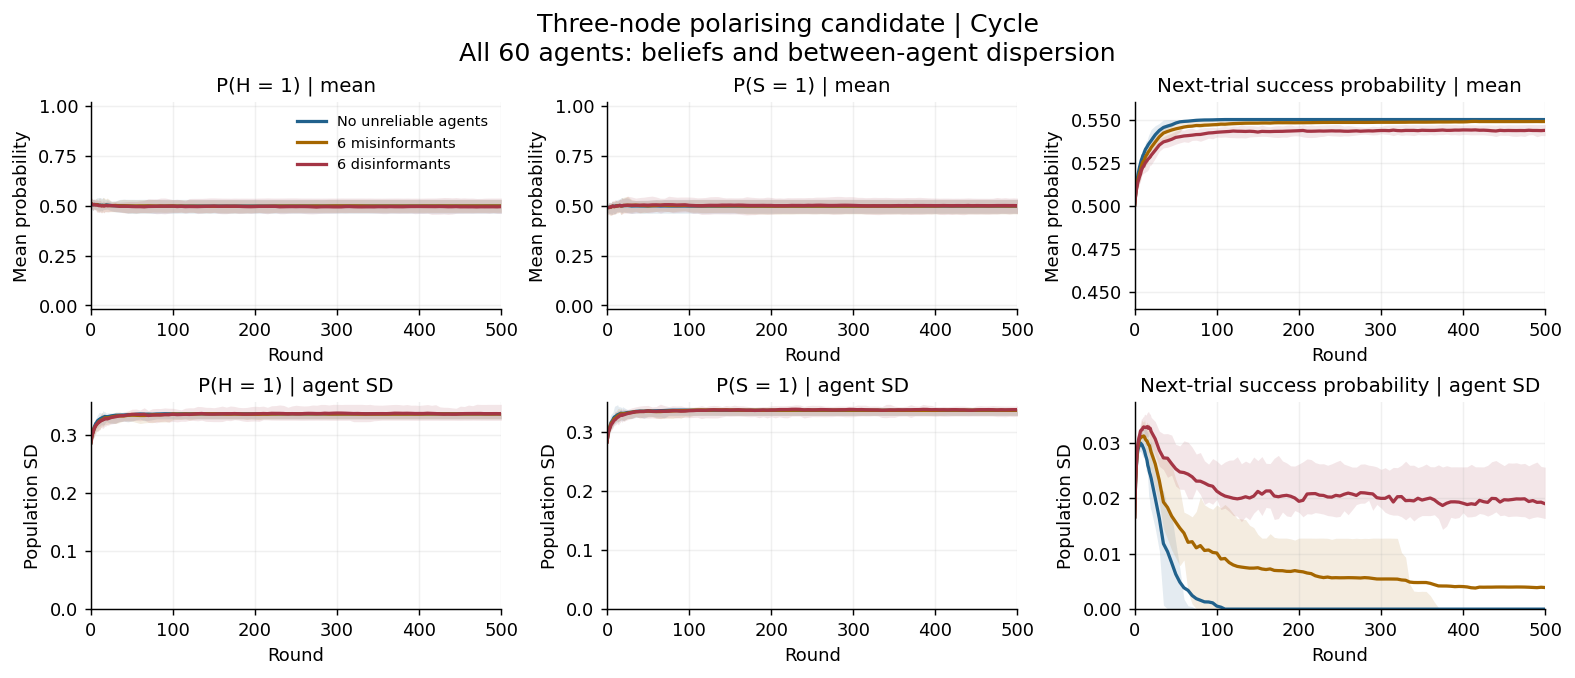 Three-node polarising candidate | Cycle
All 60 agents: beliefs and between-agent dispersion
P(H = 1) | mean
Mean probability
1.00
0.75
0.50
0.25
0.00
No unreliable agents
6 misinformants
6 disinformants
0 100 200 300 400 500
Round
P(S = 1) | mean
Mean probability
1.00
0.75
0.50
0.25
0.00
0 100 200 300 400 500
Round
Next-trial success probability | mean
Mean probability
0.550
0.525
0.500
0.475
0.450
0 100 200 300 400 500
Round
P(H = 1) | agent SD
Population SD
0.3
0.2
0.1
0.0
0 100 200 300 400 500
Round
P(S = 1) | agent SD
Population SD
0.3
0.2
0.1
0.0
0 100 200 300 400 500
Round
Next-trial success probability | agent SD
Population SD
0.03
0.02
0.01
0.00
0 100 200 300 400 500
Round